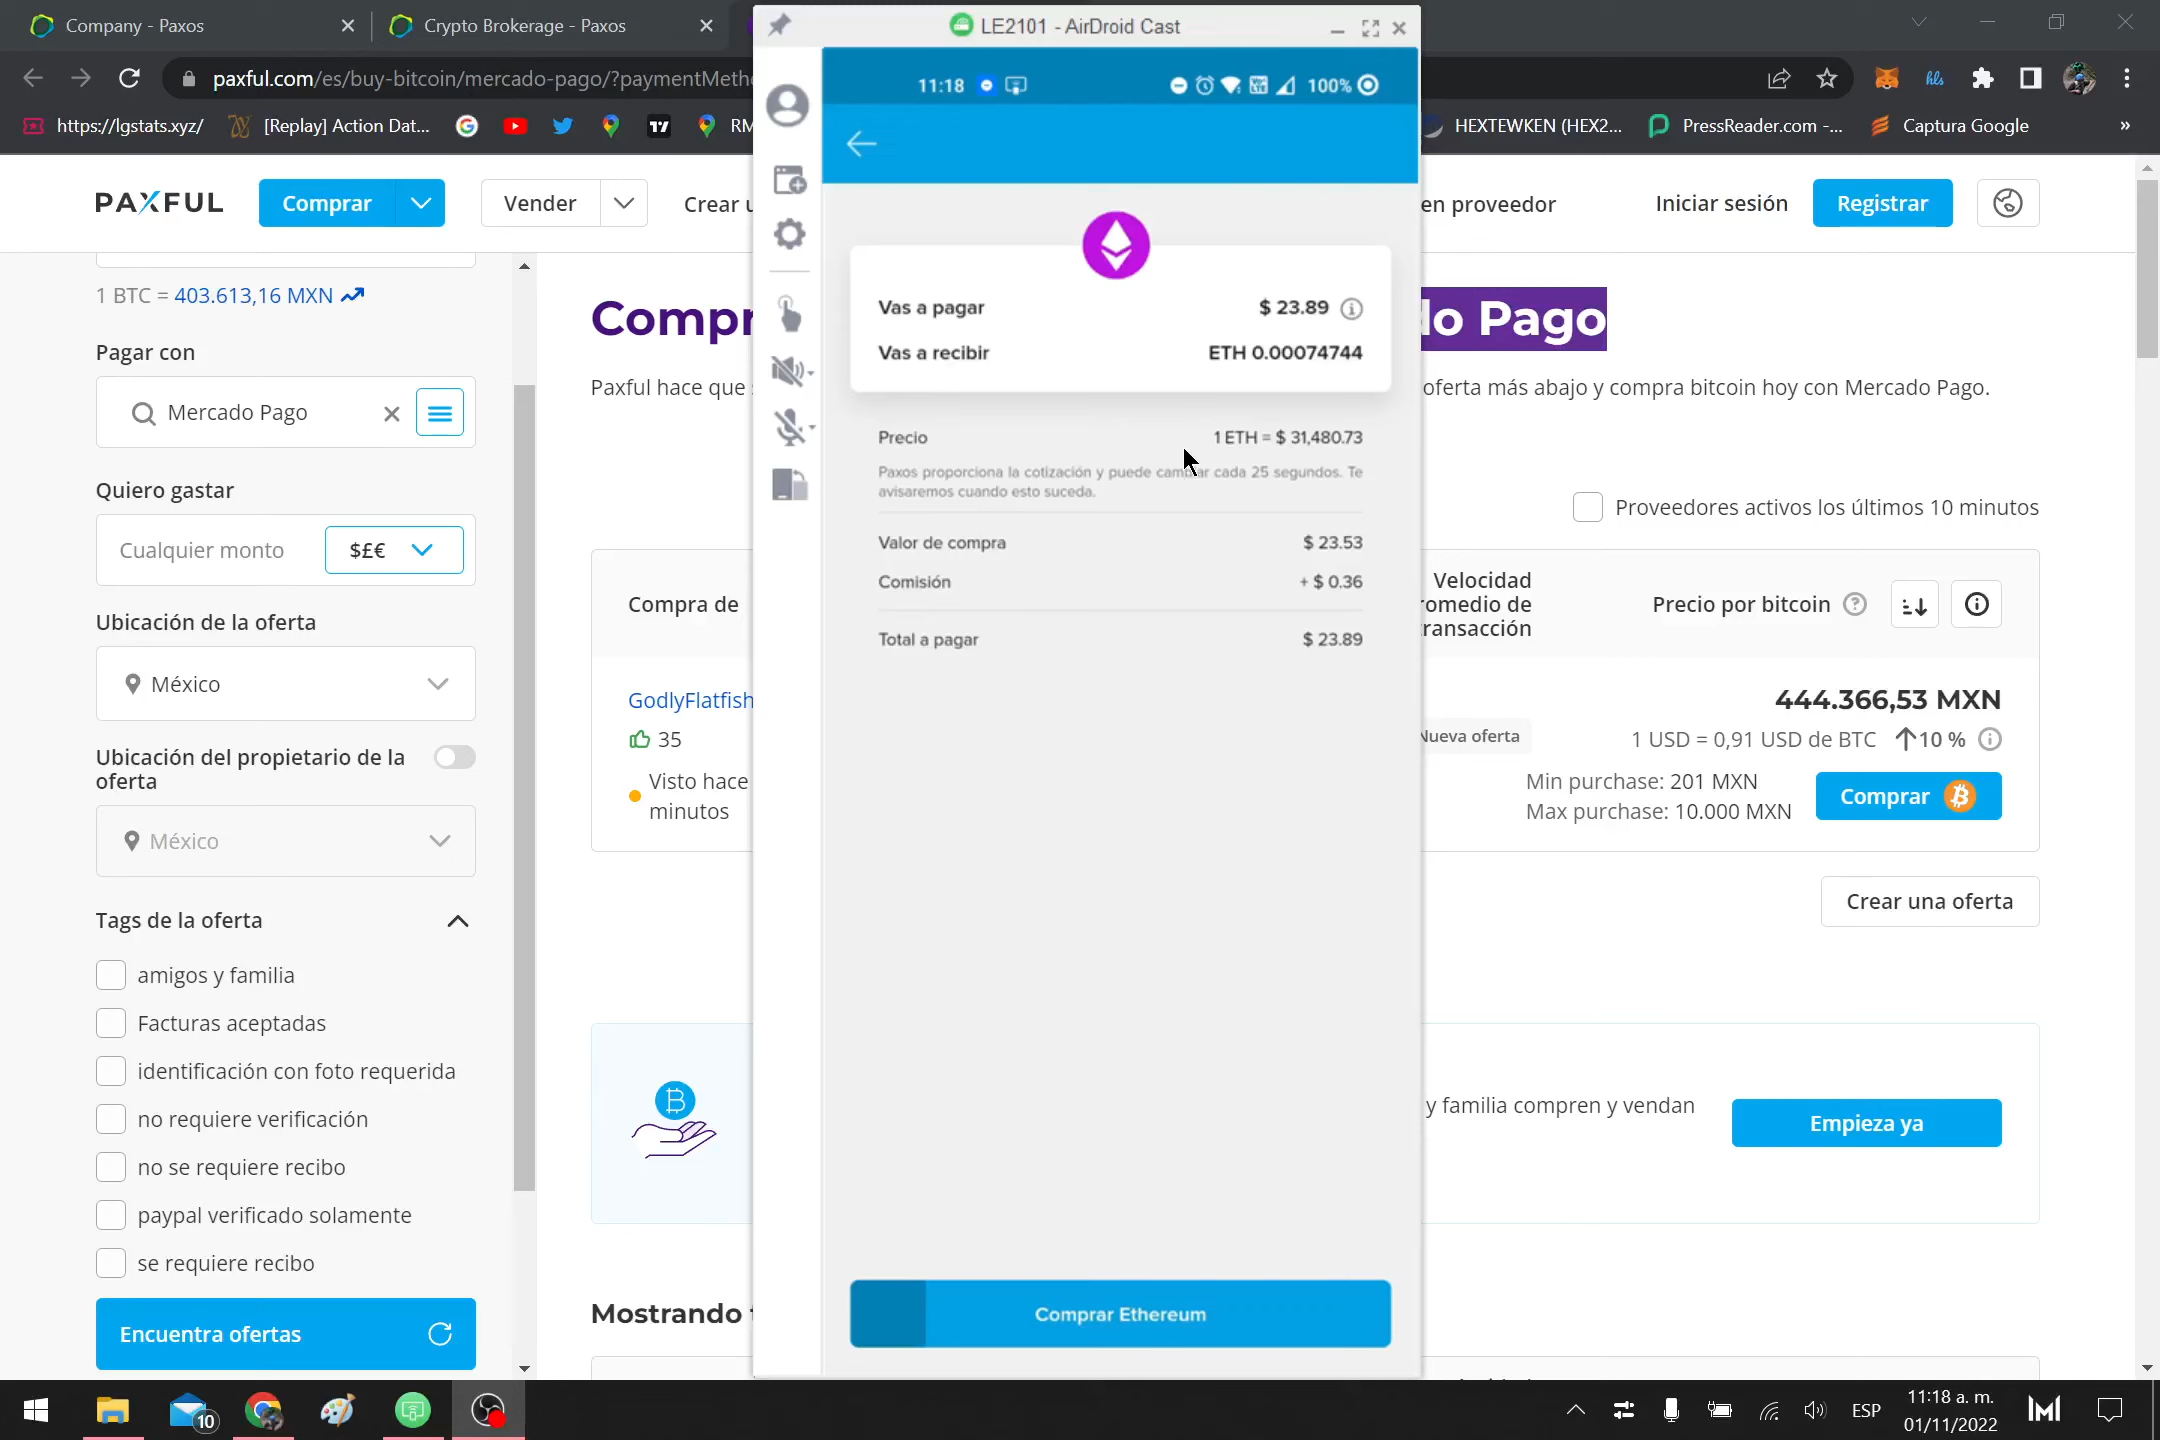 Company - Paxos
Crypto Brokerage - Paxos
LE2101 - AirDroid Cast
paxful.com/es/buy-bitcoin/mercado-pago/?paymentMeth
https://lgstats.xyz/
[Replay] Action Dat...
HEXTEWKEN (HEX2...
PressReader.com -...
Captura Google
»
11:18
100%
PAXFUL
Comprar
Vender
Crear
en proveedor
Iniciar sesión
Registrar
1 BTC = 403.613,16 MXN
Pagar con
Mercado Pago
Quiero gastar
Cualquier monto
$£€
Ubicación de la oferta
México
Ubicación del propietario de la
oferta
México
Tags de la oferta
amigos y familia
Facturas aceptadas
identificación con foto requerida
no requiere verificación
no se requiere recibo
paypal verificado solamente
se requiere recibo
Encuentra ofertas
Compr
do Pago
Paxful hace que
oferta más abajo y compra bitcoin hoy con Mercado Pago.
Proveedores activos los últimos 10 minutos
Compra de
Velocidad
romedio de
transacción
Precio por bitcoin
GodlyFlatfish
35
Visto hace
minutos
Nueva oferta
444.366,53 MXN
1 USD = 0,91 USD de BTC 10 %
Min purchase: 201 MXN
Max purchase: 10.000 MXN
Comprar
Crear una oferta
y familia compren y vendan
Empieza ya
Mostrando
Vas a pagar $ 23.89
Vas a recibir ETH 0.00074744
Precio 1 ETH = $ 31,480.73
Paxos proporciona la cotización y puede cambiar cada 25 segundos. Te
avisaremos cuando esto suceda.
Valor de compra $ 23.53
Comisión + $ 0.36
Total a pagar $ 23.89
Comprar Ethereum
10
ESP
11:18 a. m.
01/11/2022